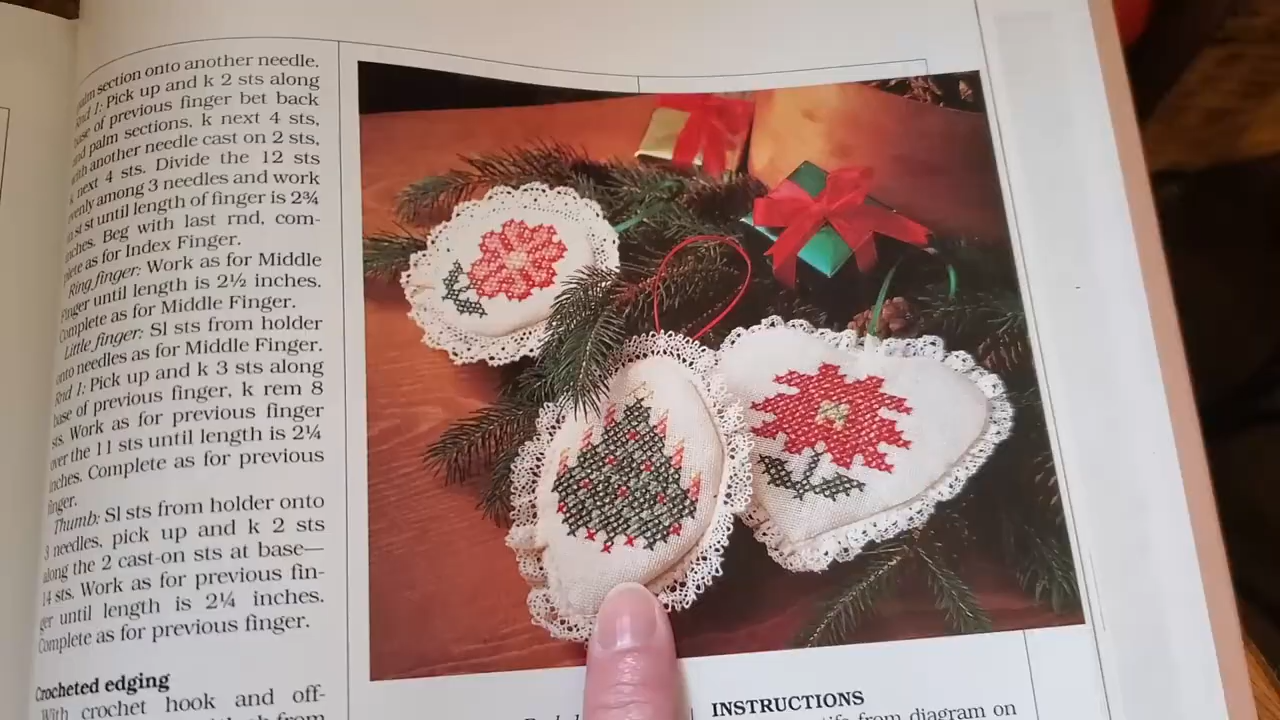 palm section onto another needle.
Rnd 1: Pick up and k 2 sts along
base of previous finger bet back
and palm sections, k next 4 sts,
with another needle cast on 2 sts,
k next 4 sts. Divide the 12 sts
evenly among 3 needles and work
in st st until length of finger is 2¾
inches. Beg with last rnd, com-
plete as for Index Finger.
Ring finger: Work as for Middle
Finger until length is 2½ inches.
Complete as for Middle Finger.
Little finger: Sl sts from holder
onto needles as for Middle Finger.
Rnd 1: Pick up and k 3 sts along
base of previous finger, k rem 8
sts. Work as for previous finger
over the 11 sts until length is 2¼
inches. Complete as for previous
finger.
Thumb: Sl sts from holder onto
3 needles, pick up and k 2 sts
along the 2 cast-on sts at base—
14 sts. Work as for previous fin-
ger until length is 2¼ inches.
Complete as for previous finger.
Crocheted edging
With crochet hook and off-
INSTRUCTIONS
from diagram on